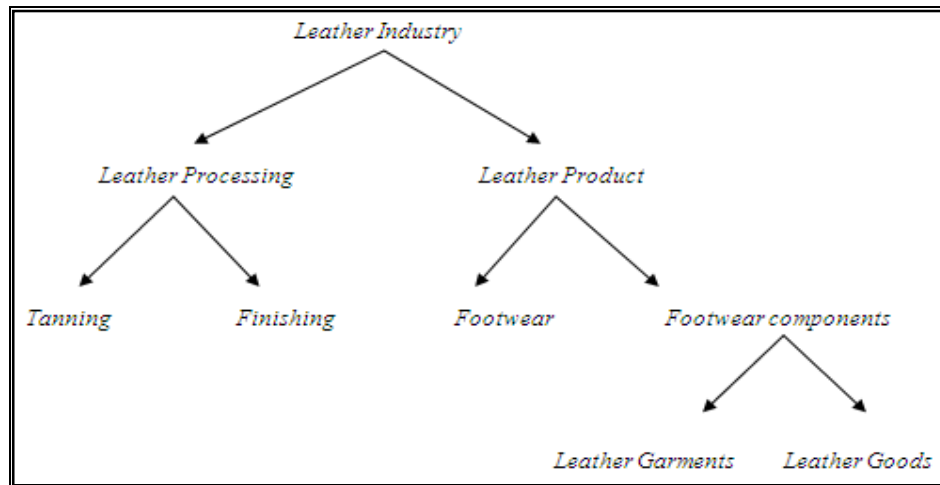 Leather Industry
Leather Processing
Leather Product
Tanning
Finishing
Footwear
Footwear components
Leather Garments
Leather Goods